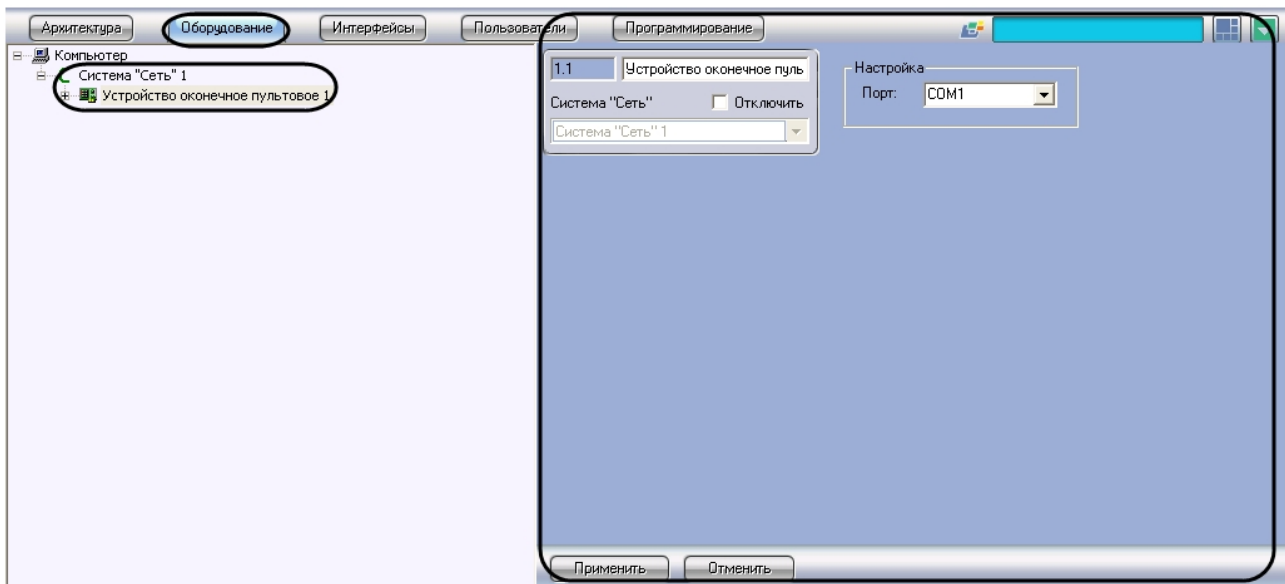 Архитектура Оборудование Интерфейсы Пользователи Программирование
Компьютер
Система "Сеть" 1
Устройство оконечное пультовое 1
1.1 Устройство оконечное пуль
Система "Сеть" Отключить
Система "Сеть" 1
Настройка
Порт: COM1
Применить Отменить